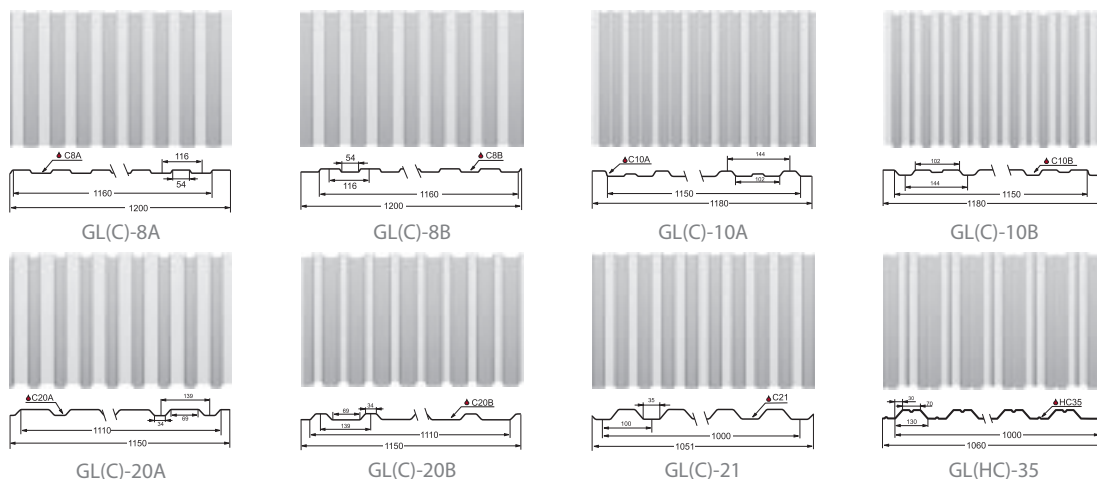 C8A
116
54
1160
1200
GL(C)-8A
54
C8B
116
1160
1200
GL(C)-8B
C10A
144
102
1150
1180
GL(C)-10A
102
C10B
144
1150
1180
GL(C)-10B
C20A
139
34
69
1110
1150
GL(C)-20A
34
69
C20B
139
1110
1150
GL(C)-20B
35
C21
100
1000
1051
GL(C)-21
30
70
HC35
130
1000
1060
GL(HC)-35